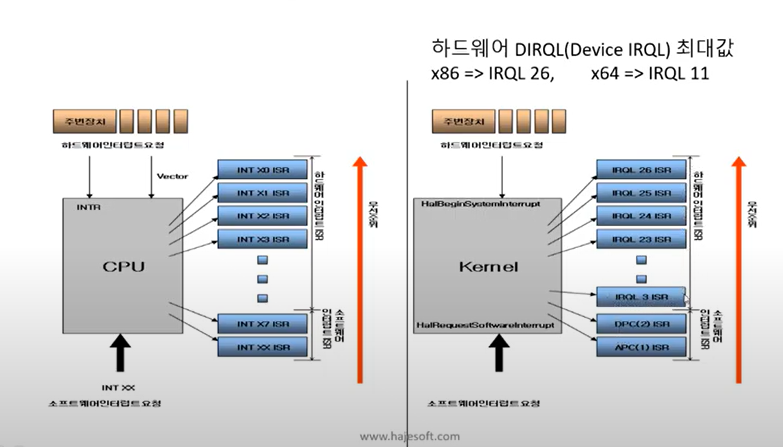 하드웨어 DIRQL(Device IRQL) 최대값
x86 => IRQL 26, x64 => IRQL 11
주변장치
하드웨어인터럽트요청
Vector
INTR
CPU
INT X0 ISR
INT X1 ISR
INT X2 ISR
INT X3 ISR
INT X7 ISR
INT XX ISR
하드웨어 인터럽트 ISR
소프트웨어 인터럽트 ISR
우선순위
INT XX
소프트웨어인터럽트요청
주변장치
하드웨어인터럽트요청
HalBeginSystemInterrupt
Kernel
HalRequestSoftwareInterrupt
IRQL 26 ISR
IRQL 25 ISR
IRQL 24 ISR
IRQL 23 ISR
IRQL 3 ISR
DPC(2) ISR
APC(1) ISR
하드웨어 인터럽트 ISR
소프트웨어 인터럽트 ISR
우선순위
소프트웨어인터럽트요청
www.hajesoft.com